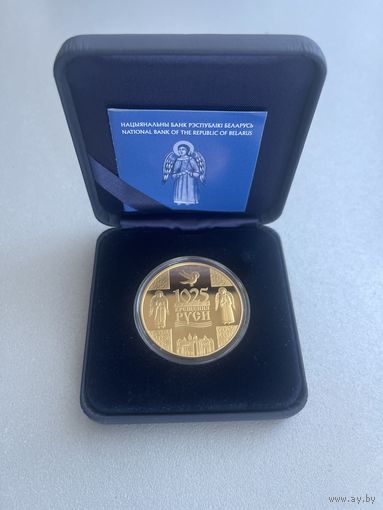 НАЦЫЯНАЛЬНЫ БАНК РЭСПУБЛІКІ БЕЛАРУСЬ
NATIONAL BANK OF THE REPUBLIC OF BELARUS
1025
КРЕЩЕНИЯ
РУСИ
www.ay.by